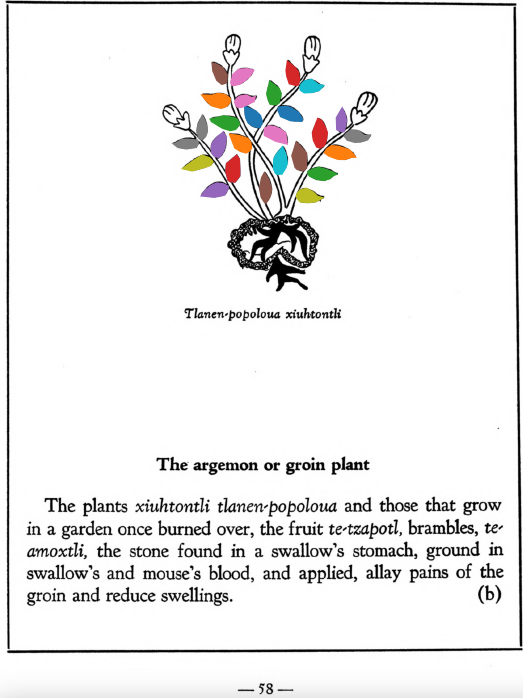 Tlanen-popoloua xiuhtontli
The argemon or groin plant
The plants xiuhtontli tlanen-popoloua and those that grow
in a garden once burned over, the fruit te-tzapotl, brambles, te-
amoxtli, the stone found in a swallow's stomach, ground in
swallow's and mouse's blood, and applied, allay pains of the
groin and reduce swellings. (b)
— 58 —